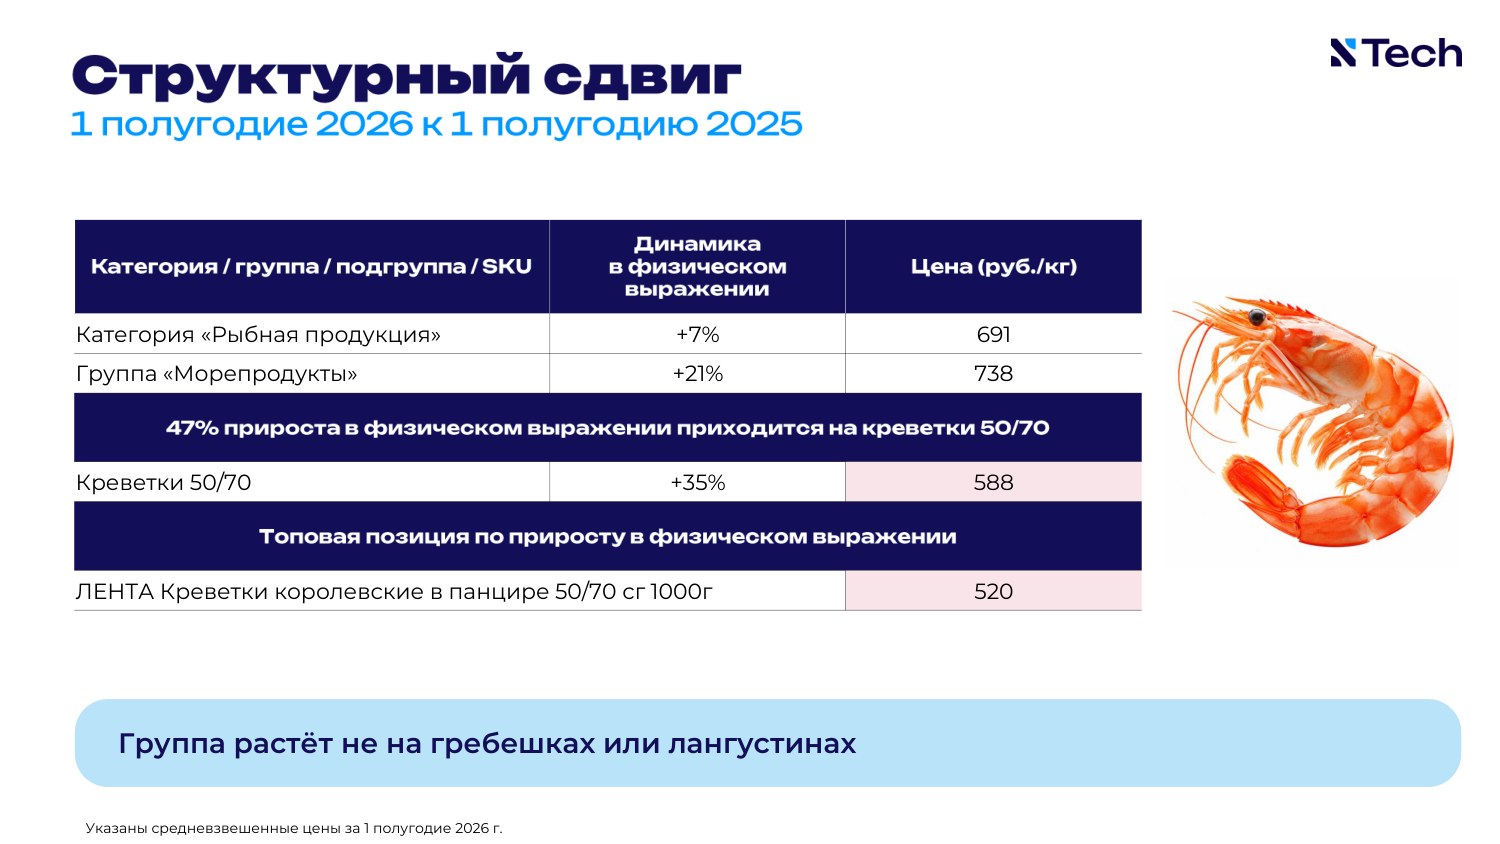 Tech
Структурный сдвиг
1 полугодие 2026 к 1 полугодию 2025
Категория / группа / подгруппа / SKU
Динамика
в физическом
выражении
Цена (руб./кг)
Категория «Рыбная продукция» +7% 691
Группа «Морепродукты» +21% 738
47% прироста в физическом выражении приходится на креветки 50/70
Креветки 50/70 +35% 588
Топовая позиция по приросту в физическом выражении
ЛЕНТА Креветки королевские в панцире 50/70 сг 1000г 520
Группа растёт не на гребешках или лангустинах
Указаны средневзвешенные цены за 1 полугодие 2026 г.